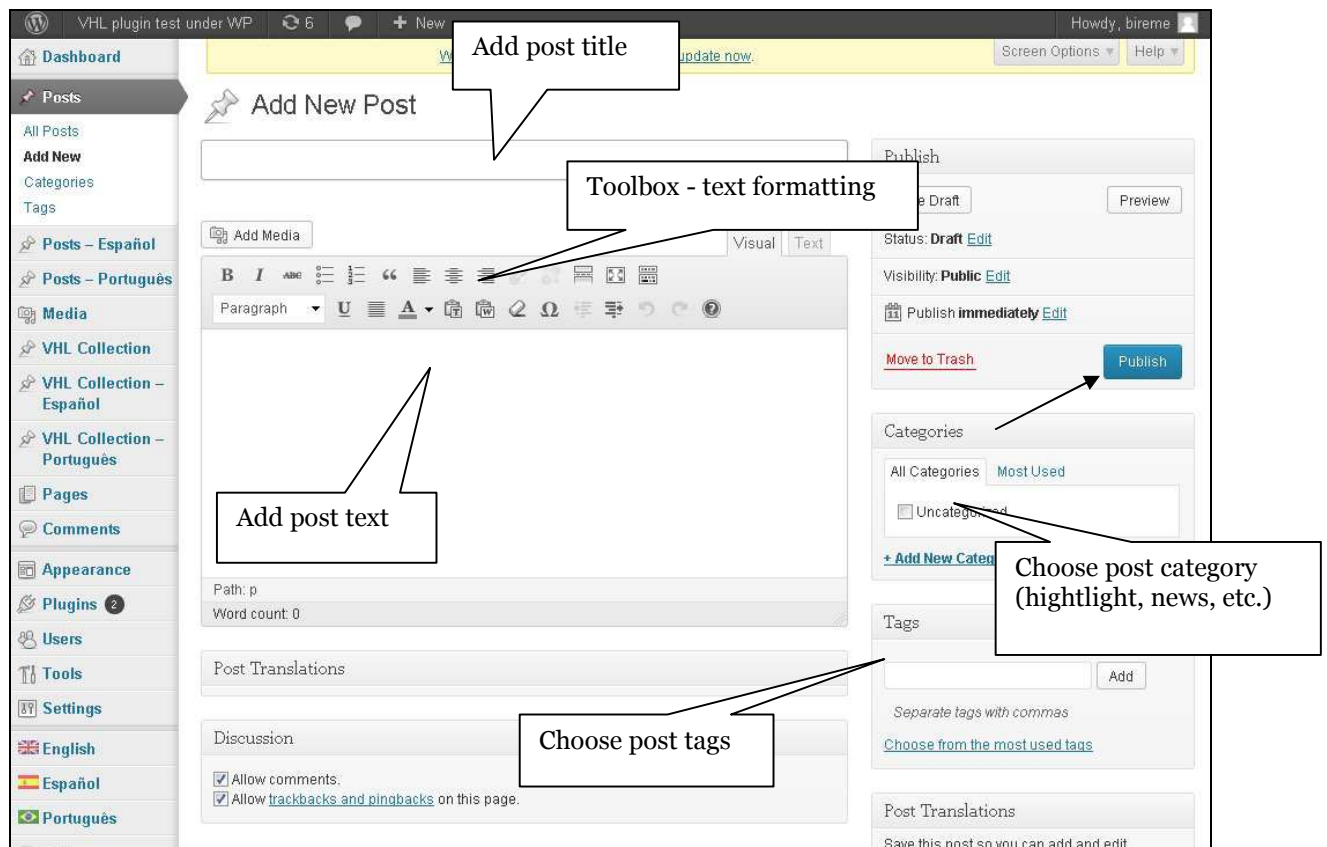 VHL plugin test under WP 6 + New Howdy, bireme
Add post title
W update now.
Screen Options Help
Dashboard
Posts
All Posts
Add New
Categories
Tags
Posts – Español
Posts – Português
Media
VHL Collection
VHL Collection –
Español
VHL Collection –
Português
Pages
Comments
Appearance
Plugins 2
Users
Tools
Settings
English
Español
Português
Add New Post
Toolbox - text formatting
Add Media
Visual Text
B I ABC
Paragraph U A T W Ω
Add post text
Path: p
Word count: 0
Post Translations
Discussion
Allow comments.
Allow trackbacks and pingbacks on this page.
Choose post tags
Publish
e Draft Preview
Status: Draft Edit
Visibility: Public Edit
11 Publish immediately Edit
Move to Trash Publish
Categories
All Categories Most Used
Uncategorized
+ Add New Categ
Choose post category
(hightlight, news, etc.)
Tags
Add
Separate tags with commas
Choose from the most used tags
Post Translations
Save this post so you can add and edit